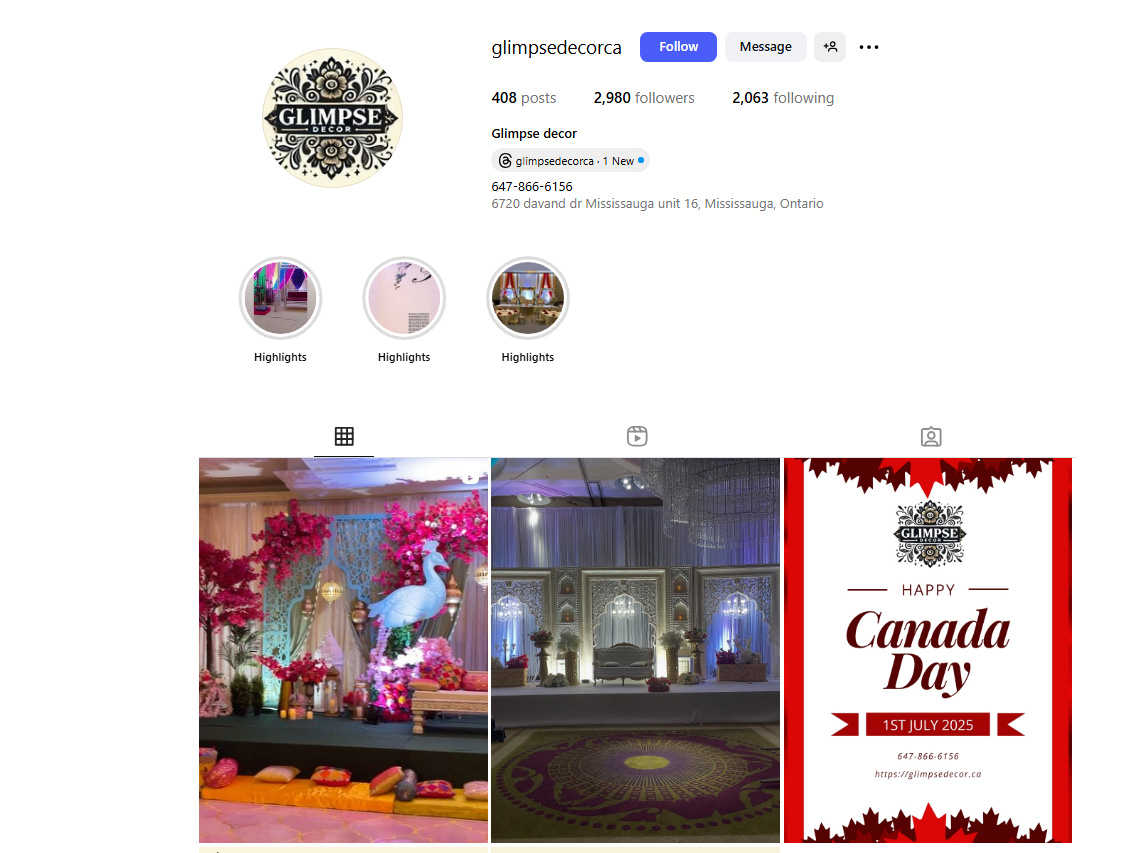 glimpsedecorca
Follow
Message
408 posts
2,980 followers
2,063 following
Glimpse decor
glimpsedecorca · 1 New
647-866-6156
6720 davand dr Mississauga unit 16, Mississauga, Ontario
GLIMPSE
DECOR
Highlights
Highlights
Highlights
GLIMPSE
DECOR
HAPPY
Canada
Day
1ST JULY 2025
647-866-6156
https://glimpsedecor.ca